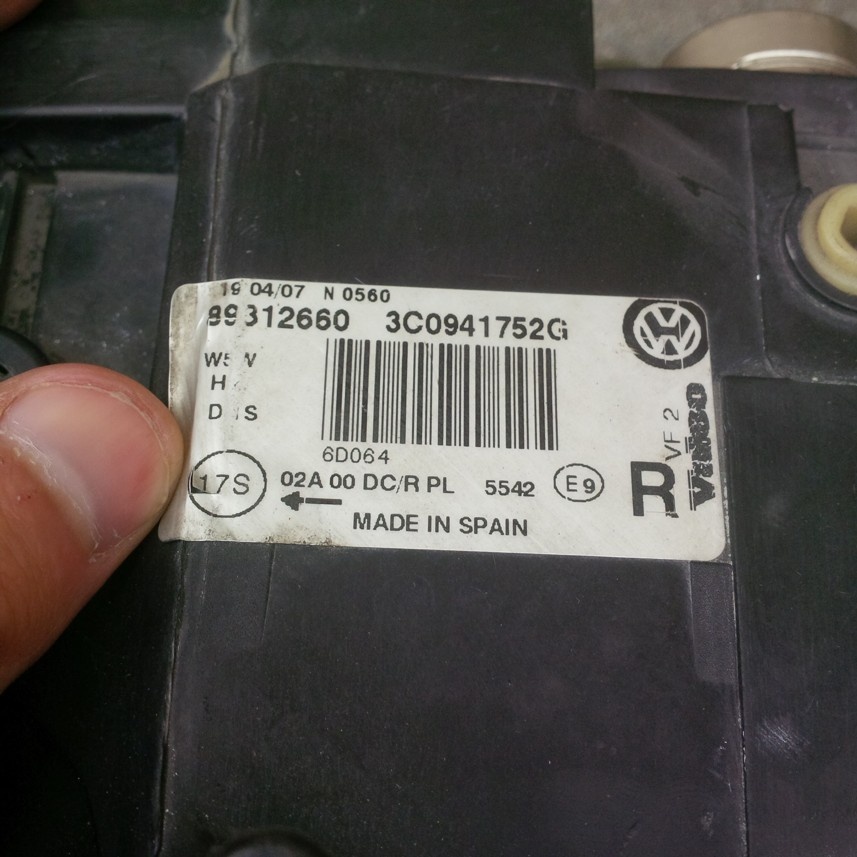 19 04/07 N 0560
89312660 3C0941752G
W5W
H
D S
6D064
17S 02A 00 DC/R PL 5542 E9
MADE IN SPAIN
R
VF 2
Valeo